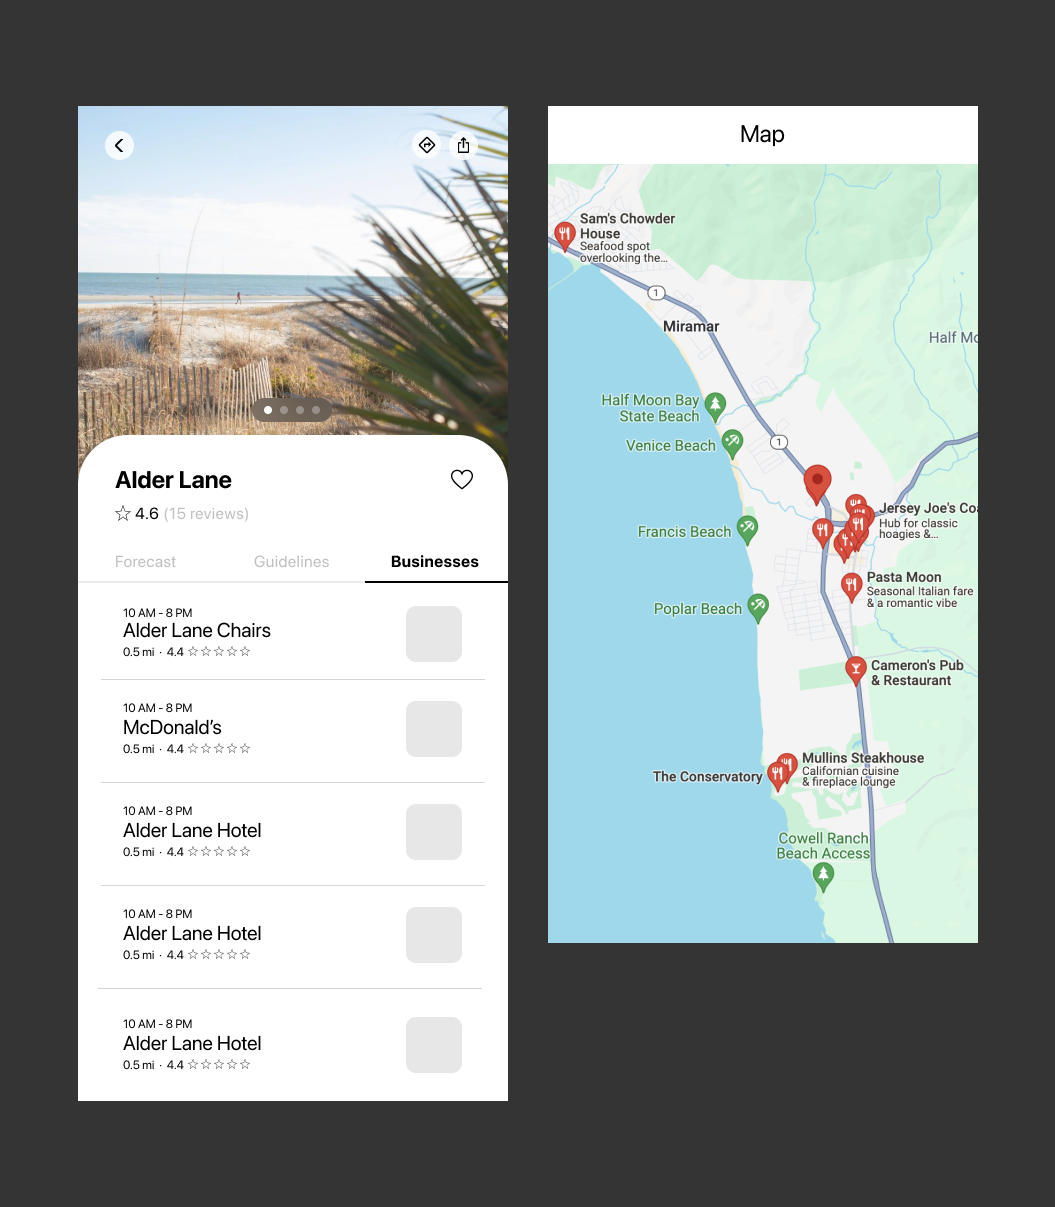 Alder Lane
4.6 (15 reviews)
Forecast
Guidelines
Businesses
10 AM - 8 PM
Alder Lane Chairs
0.5 mi · 4.4
10 AM - 8 PM
McDonald’s
0.5 mi · 4.4
10 AM - 8 PM
Alder Lane Hotel
0.5 mi · 4.4
10 AM - 8 PM
Alder Lane Hotel
0.5 mi · 4.4
10 AM - 8 PM
Alder Lane Hotel
0.5 mi · 4.4
Map
Sam's Chowder
House
Seafood spot
overlooking the...
1
Miramar
Half Mo
Half Moon Bay
State Beach
Venice Beach
1
Jersey Joe's Coa
Hub for classic
hoagies &...
Francis Beach
Pasta Moon
Seasonal Italian fare
& a romantic vibe
Poplar Beach
Cameron's Pub
& Restaurant
Mullins Steakhouse
Californian cuisine
& fireplace lounge
The Conservatory
Cowell Ranch
Beach Access